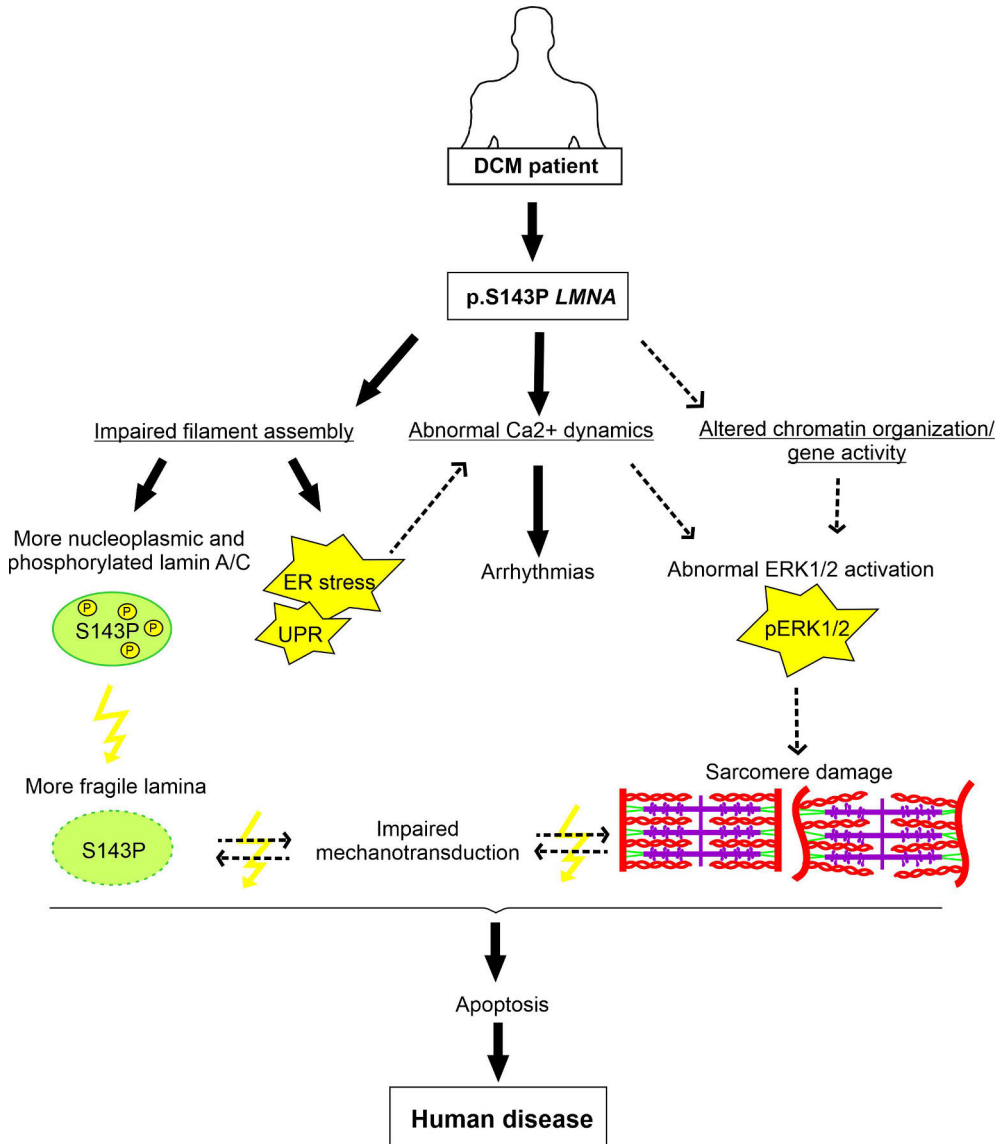 DCM patient
p.S143P LMNA
Impaired filament assembly
Abnormal Ca2+ dynamics
Altered chromatin organization/
gene activity
More nucleoplasmic and
phosphorylated lamin A/C
P
P
P
S143P
P
ER stress
UPR
Arrhythmias
Abnormal ERK1/2 activation
pERK1/2
More fragile lamina
S143P
Impaired
mechanotransduction
Sarcomere damage
Apoptosis
Human disease